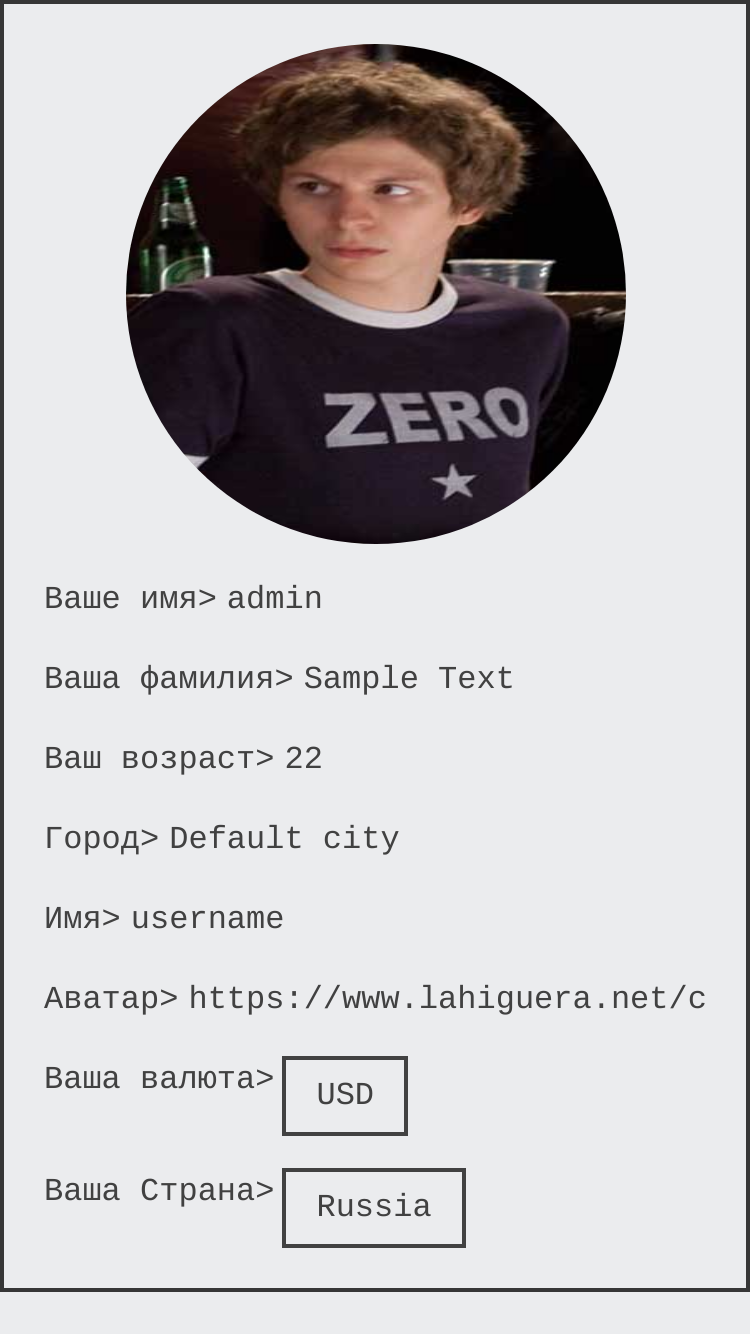 ZERO
Ваше имя> admin
Ваша фамилия> Sample Text
Ваш возраст> 22
Город> Default city
Имя> username
Аватар> https://www.lahiguera.net/c
Ваша валюта> USD
Ваша Страна> Russia